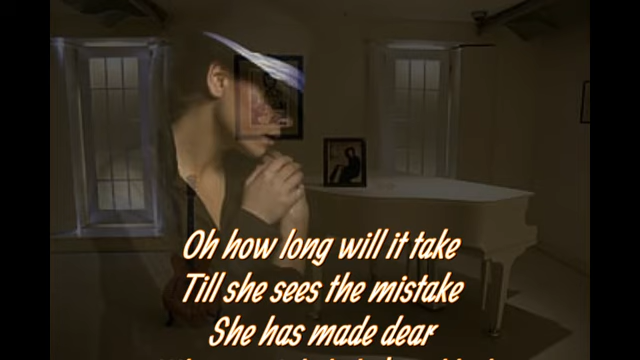 Oh how long will it take
Till she sees the mistake
She has made dear